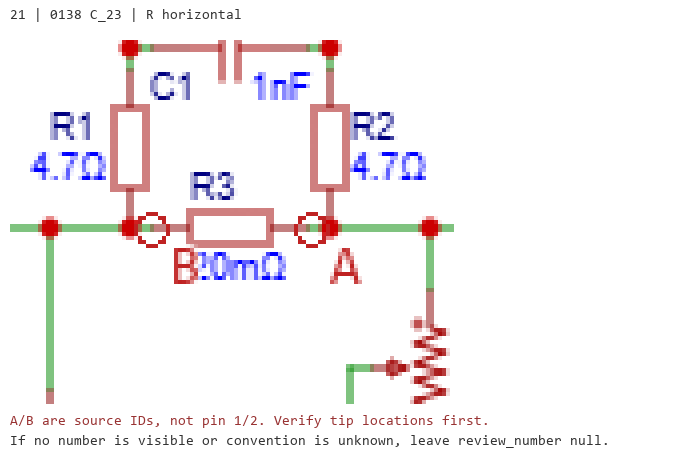 21 | 0138 C_23 | R horizontal
C1 1nF
R1 R2
4.7Ω 4.7Ω
R3
B 20mΩ A
A/B are source IDs, not pin 1/2. Verify tip locations first.
If no number is visible or convention is unknown, leave review_number null.